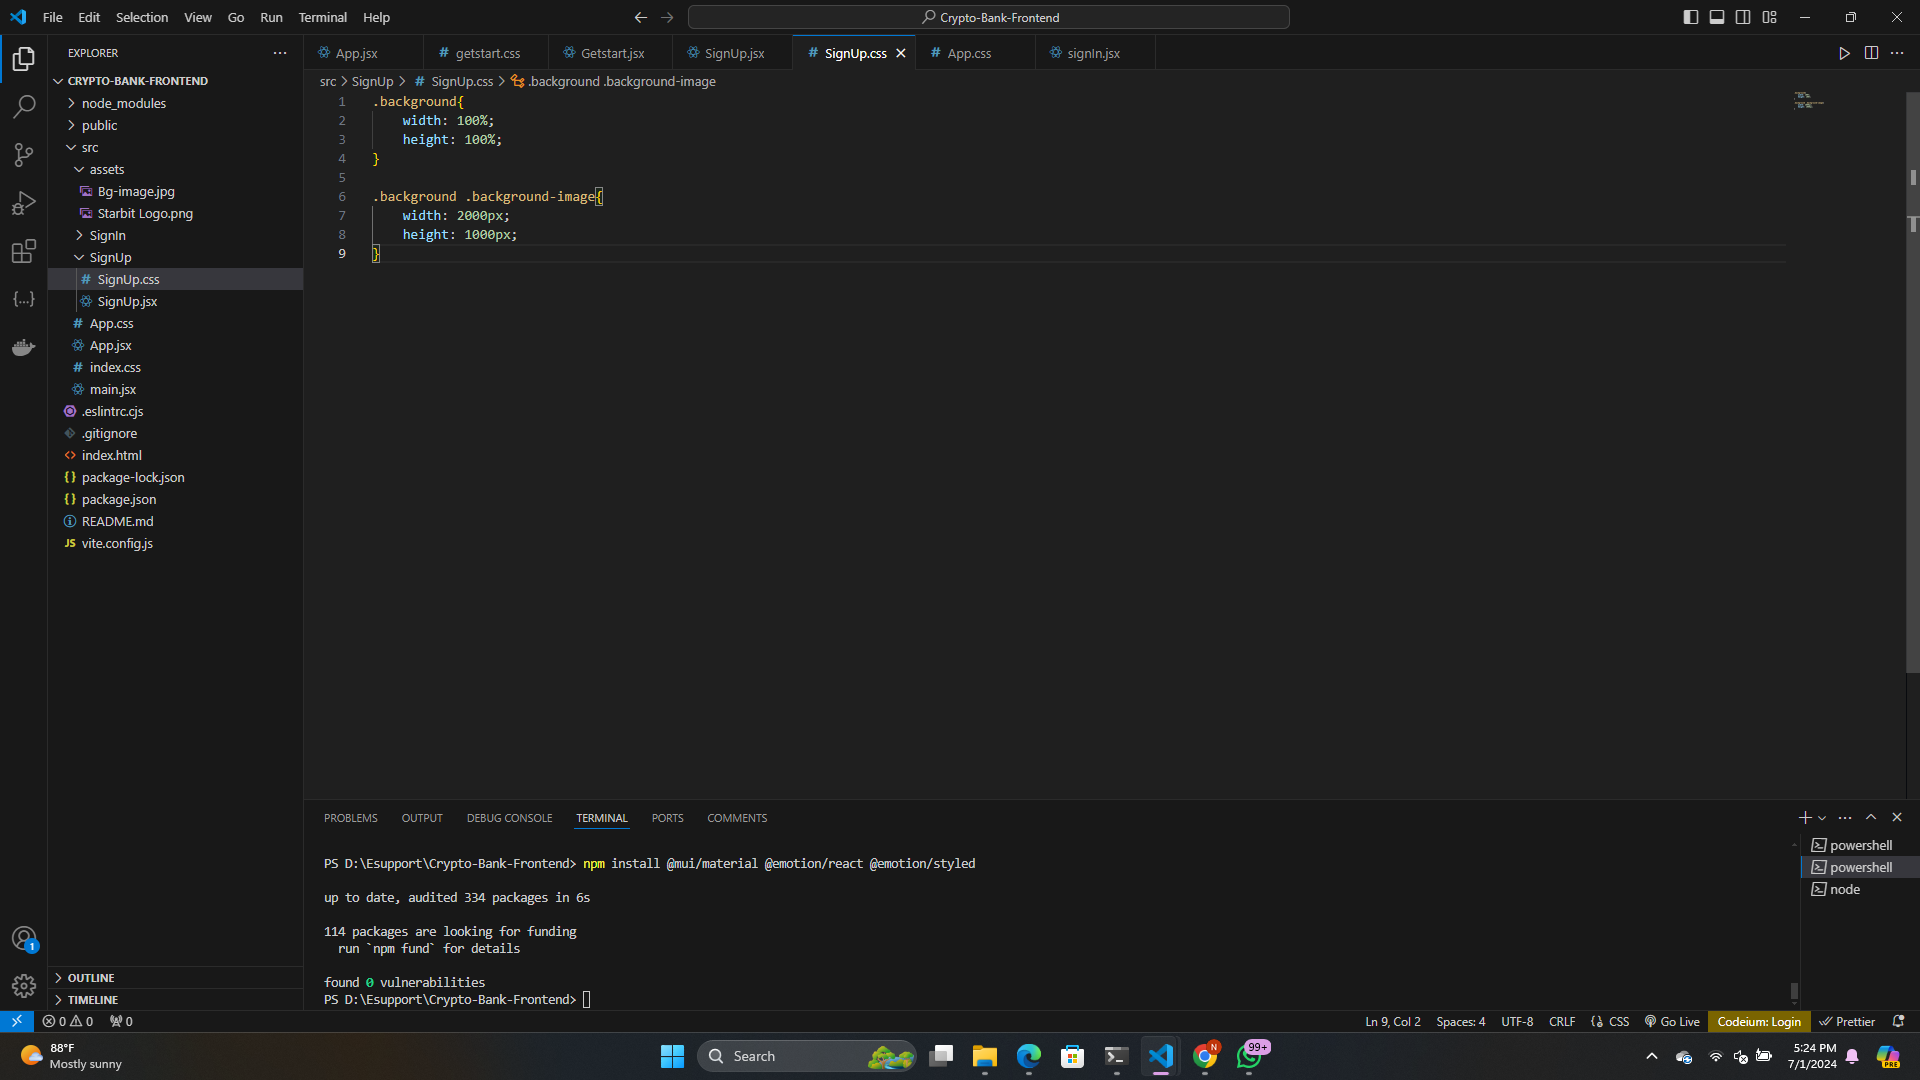 File Edit Selection View Go Run Terminal Help
Crypto-Bank-Frontend
EXPLORER
CRYPTO-BANK-FRONTEND
node_modules
public
src
assets
Bg-image.jpg
Starbit Logo.png
SignIn
SignUp
SignUp.css
SignUp.jsx
App.css
App.jsx
index.css
main.jsx
.eslintrc.cjs
.gitignore
index.html
package-lock.json
package.json
README.md
vite.config.js
OUTLINE
TIMELINE
App.jsx getstart.css Getstart.jsx SignUp.jsx SignUp.css App.css signIn.jsx
src > SignUp > # SignUp.css > .background .background-image
1 .background{
2 width: 100%;
3 height: 100%;
4 }
5
6 .background .background-image{
7 width: 2000px;
8 height: 1000px;
9 }
PROBLEMS OUTPUT DEBUG CONSOLE TERMINAL PORTS COMMENTS
PS D:\Esupport\Crypto-Bank-Frontend> npm install @mui/material @emotion/react @emotion/styled
up to date, audited 334 packages in 6s
114 packages are looking for funding
run `npm fund` for details
found 0 vulnerabilities
PS D:\Esupport\Crypto-Bank-Frontend>
powershell
powershell
node
1
0 0 0
Ln 9, Col 2 Spaces: 4 UTF-8 CRLF CSS Go Live Codeium: Login Prettier
88°F
Mostly sunny
Search
N
99+
5:24 PM
7/1/2024
PRE